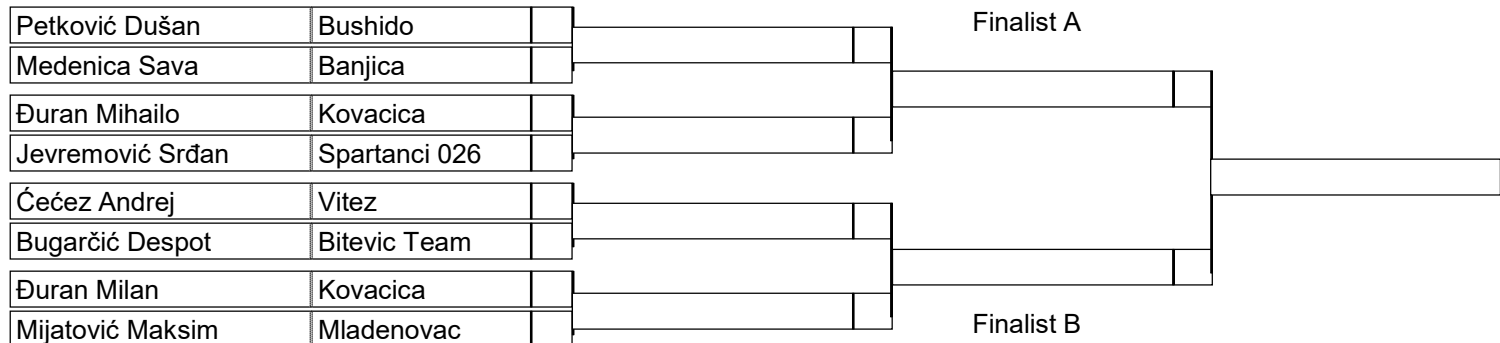 Petković Dušan Bushido
Finalist A
Medenica Sava Banjica
Đuran Mihailo Kovacica
Jevremović Srđan Spartanci 026
Ćećez Andrej Vitez
Bugarčić Despot Bitevic Team
Đuran Milan Kovacica
Mijatović Maksim Mladenovac
Finalist B